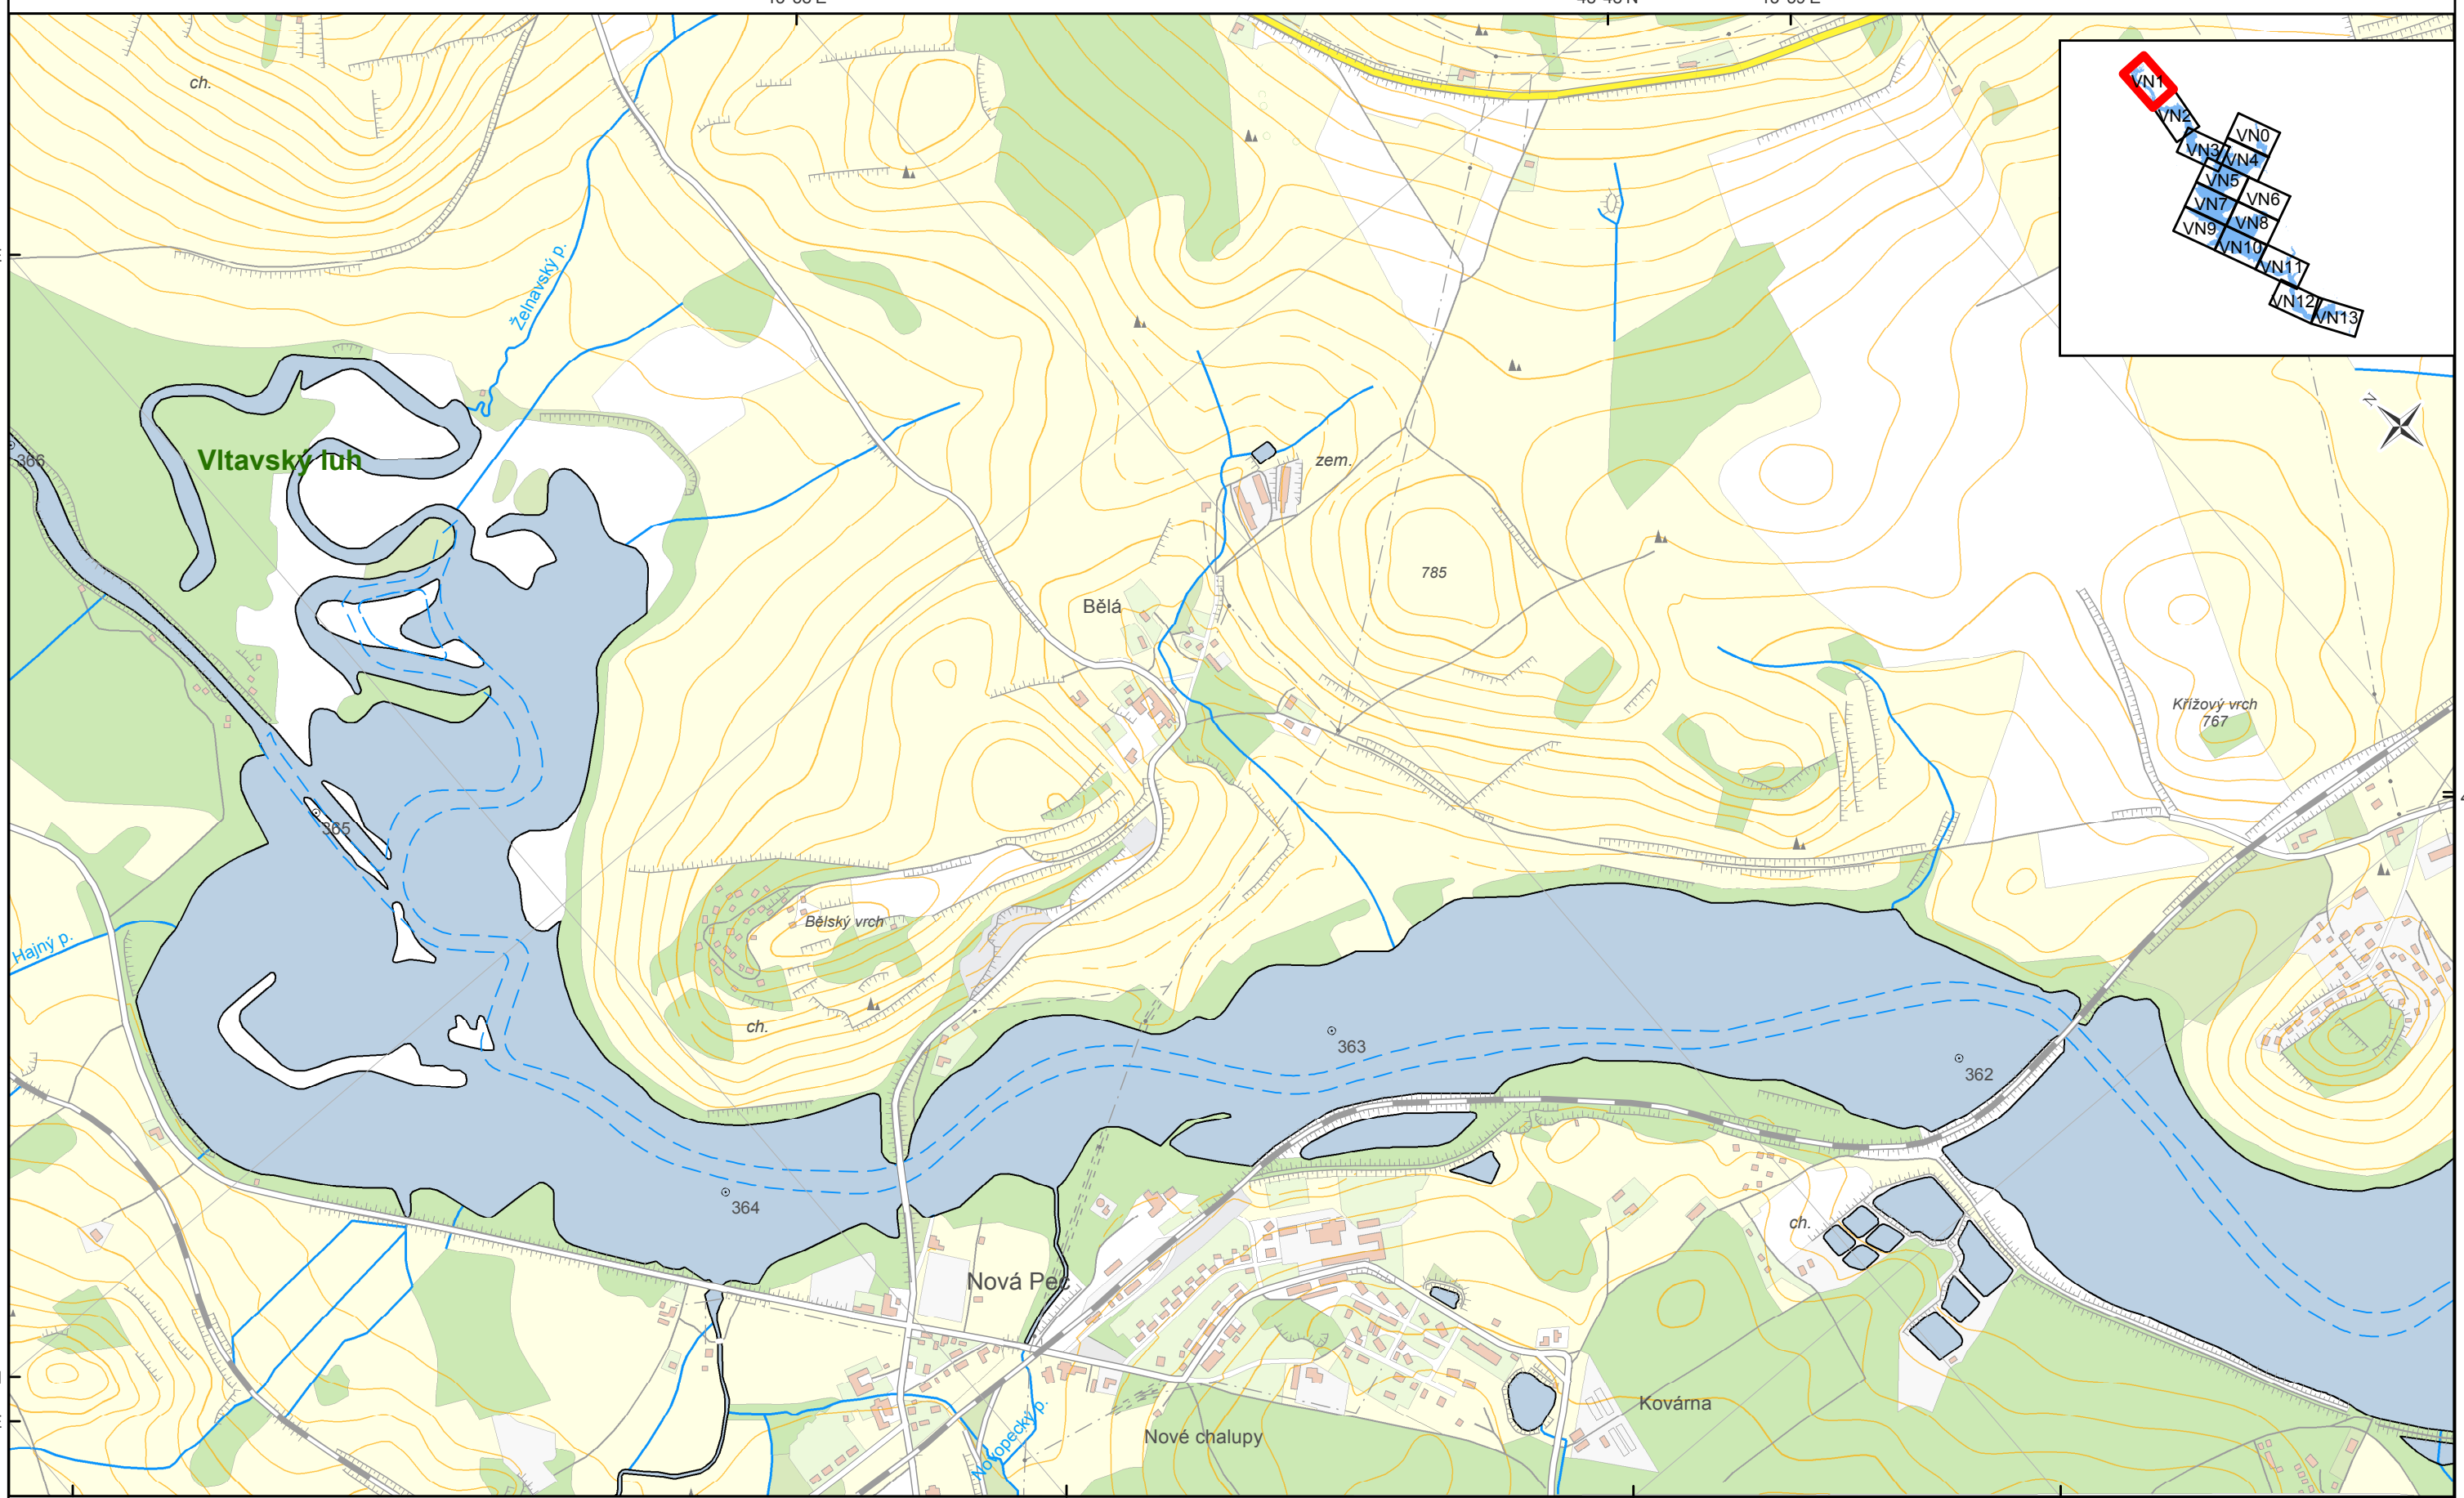 ch.
VN1
VN2
VN0
VN3
VN4
VN5
VN6
VN7
VN8
VN9
VN10
VN11
VN12
VN13
Želnavský p.
N
Vltavský luh
366
zem.
785
Bělá
Křížový vrch
767
365
Bělský vrch
Hajný p.
ch.
363
362
364
ch.
Nová Pec
Kovárna
Novopecký p.
Nové chalupy